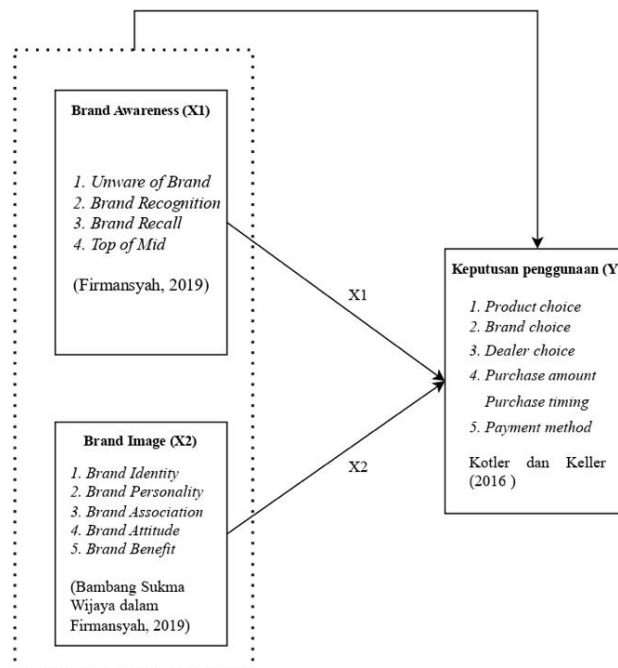 Brand Awareness (X1)
1. Unware of Brand
2. Brand Recognition
3. Brand Recall
4. Top of Mid
(Firmansyah, 2019)
X1
Keputusan penggunaan (Y
1. Product choice
2. Brand choice
3. Dealer choice
4. Purchase amount
Purchase timing
5. Payment method
Kotler dan Keller
(2016 )
Brand Image (X2)
1. Brand Identity
2. Brand Personality
3. Brand Association
4. Brand Attitude
5. Brand Benefit
(Bambang Sukma
Wijaya dalam
Firmansyah, 2019)
X2